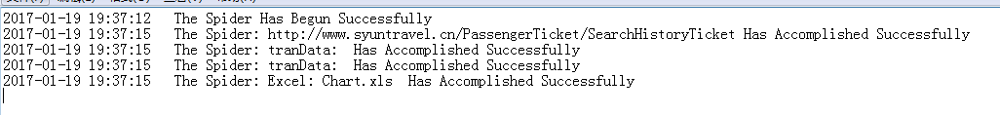 2017-01-19 19:37:12 The Spider Has Begun Successfully
2017-01-19 19:37:15 The Spider: http://www.syuntravel.cn/PassengerTicket/SearchHistoryTicket Has Accomplished Successfully
2017-01-19 19:37:15 The Spider: tranData: Has Accomplished Successfully
2017-01-19 19:37:15 The Spider: tranData: Has Accomplished Successfully
2017-01-19 19:37:15 The Spider: Excel: Chart.xls Has Accomplished Successfully